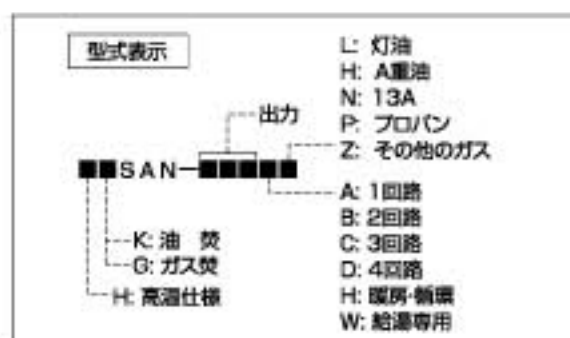 型式表示
L: 灯油
H: A重油
N: 13A
P: プロパン
Z: その他のガス
出力
■■SAN-■■■■■
A: 1回路
B: 2回路
C: 3回路
D: 4回路
H: 暖房・循環
W: 給湯専用
K: 油 焚
G: ガス焚
H: 高温仕様